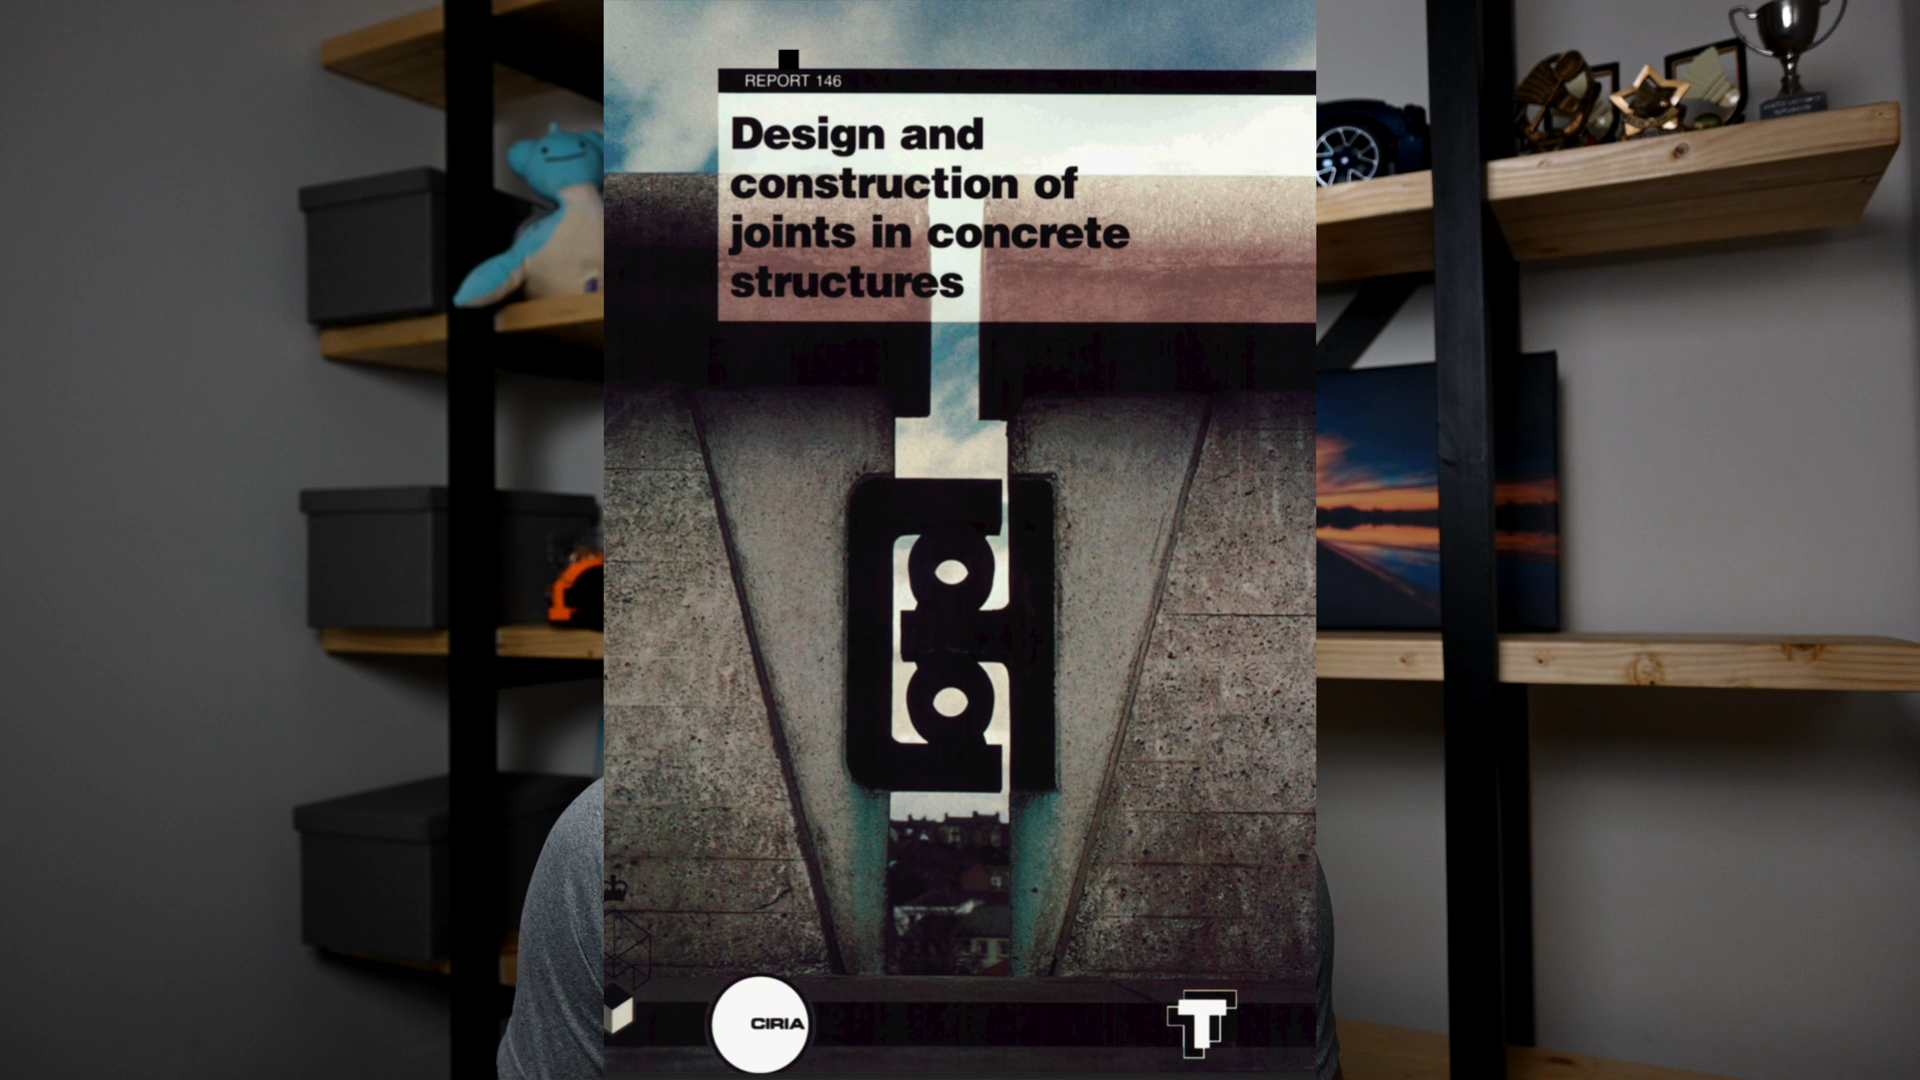 REPORT 146
Design and
construction of
joints in concrete
structures
CIRIA
T